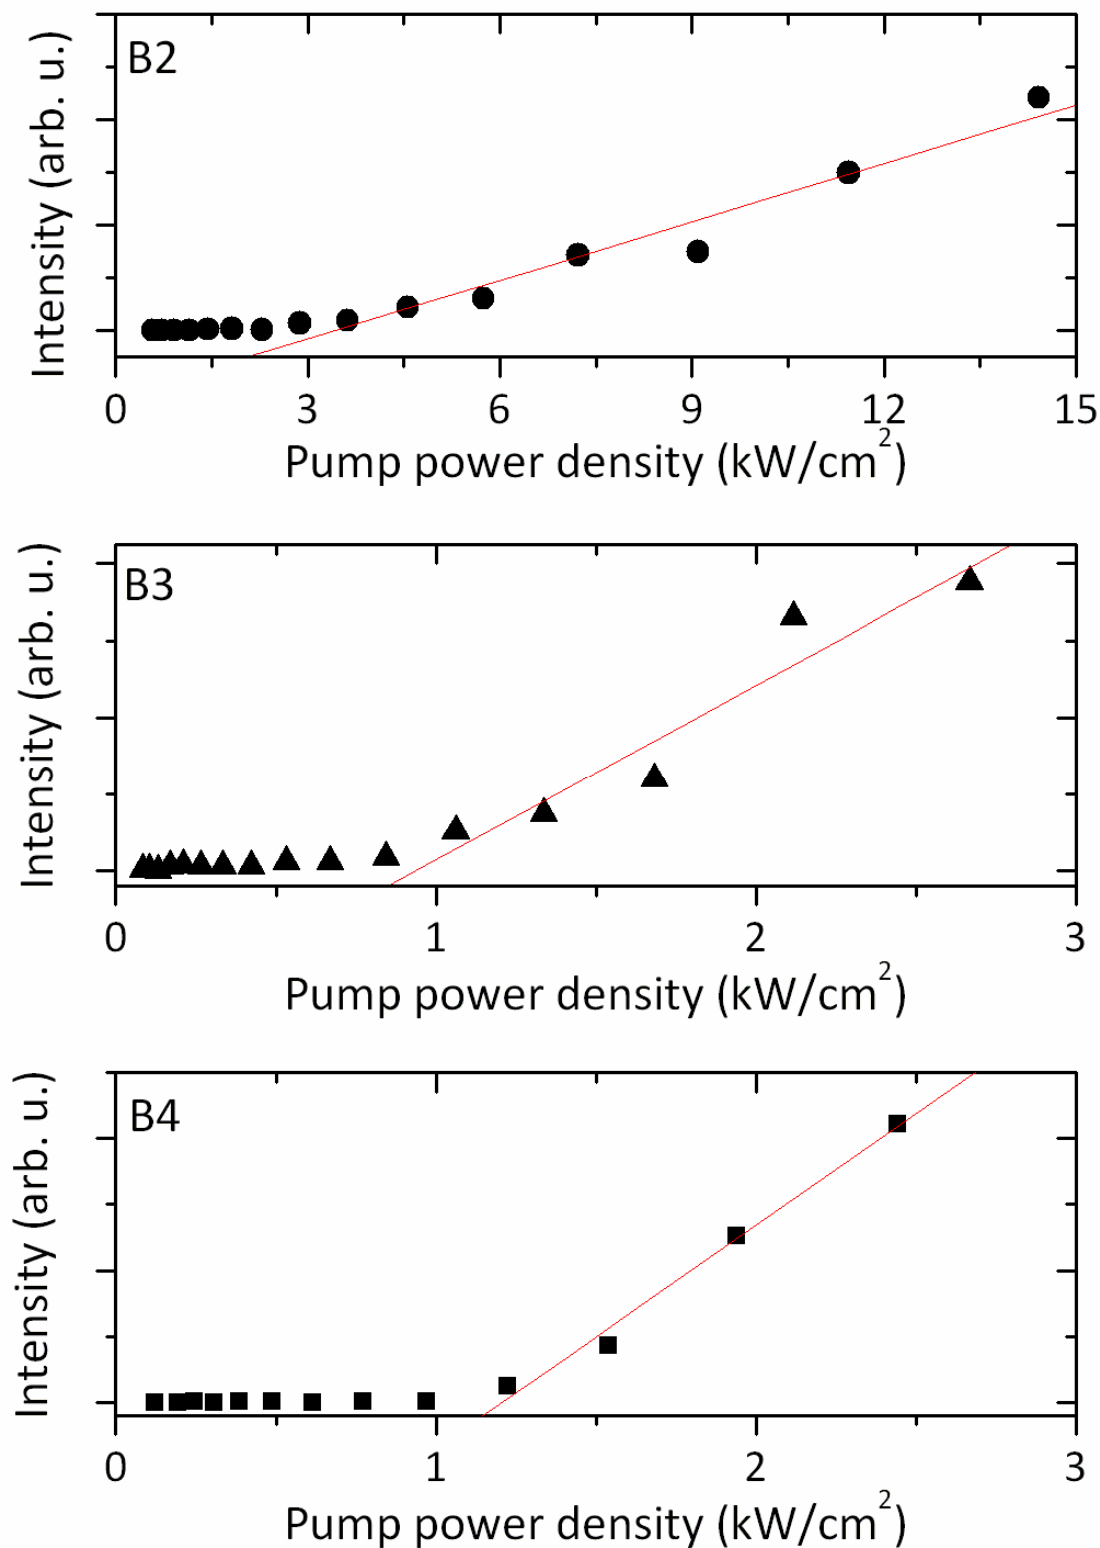 B2
Intensity (arb. u.)
0 3 6 9 12 15
Pump power density (kW/cm²)
B3
Intensity (arb. u.)
0 1 2 3
Pump power density (kW/cm²)
B4
Intensity (arb. u.)
0 1 2 3
Pump power density (kW/cm²)